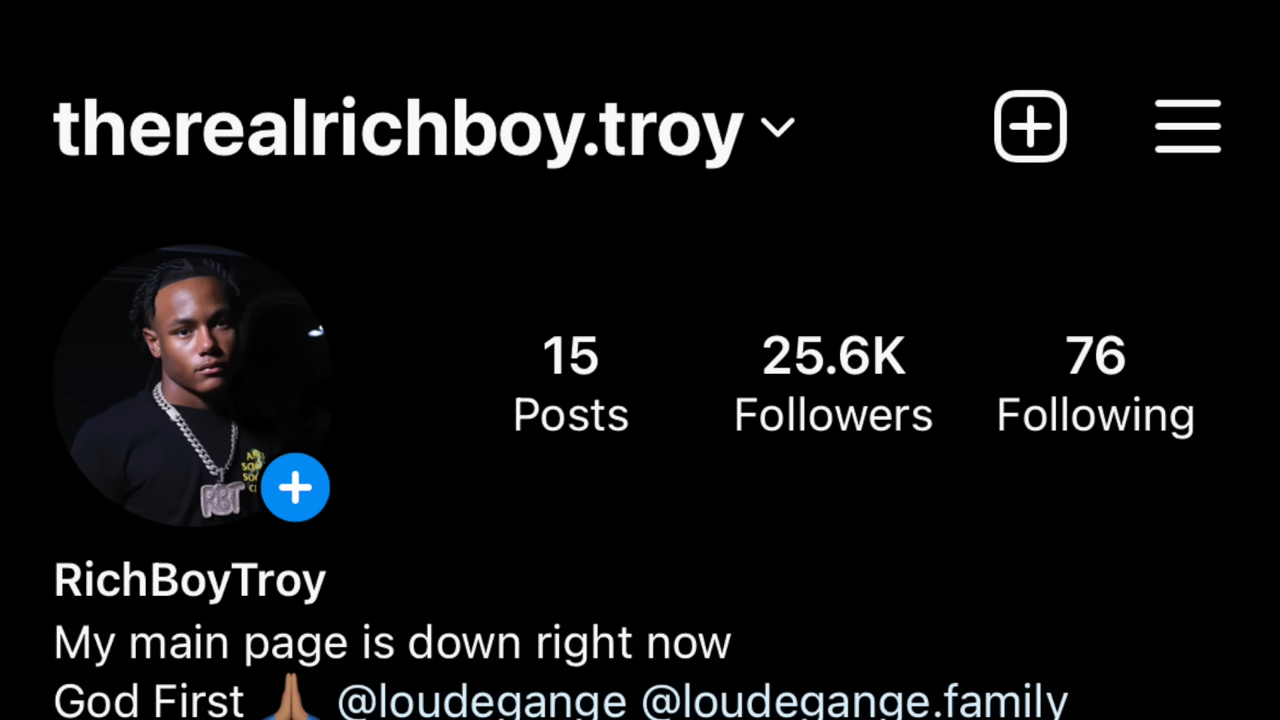 therealrichboy.troy
15 25.6K 76
Posts Followers Following
RBT
RichBoyTroy
My main page is down right now
God First 🙏🏽 @loudegange @loudegange.family